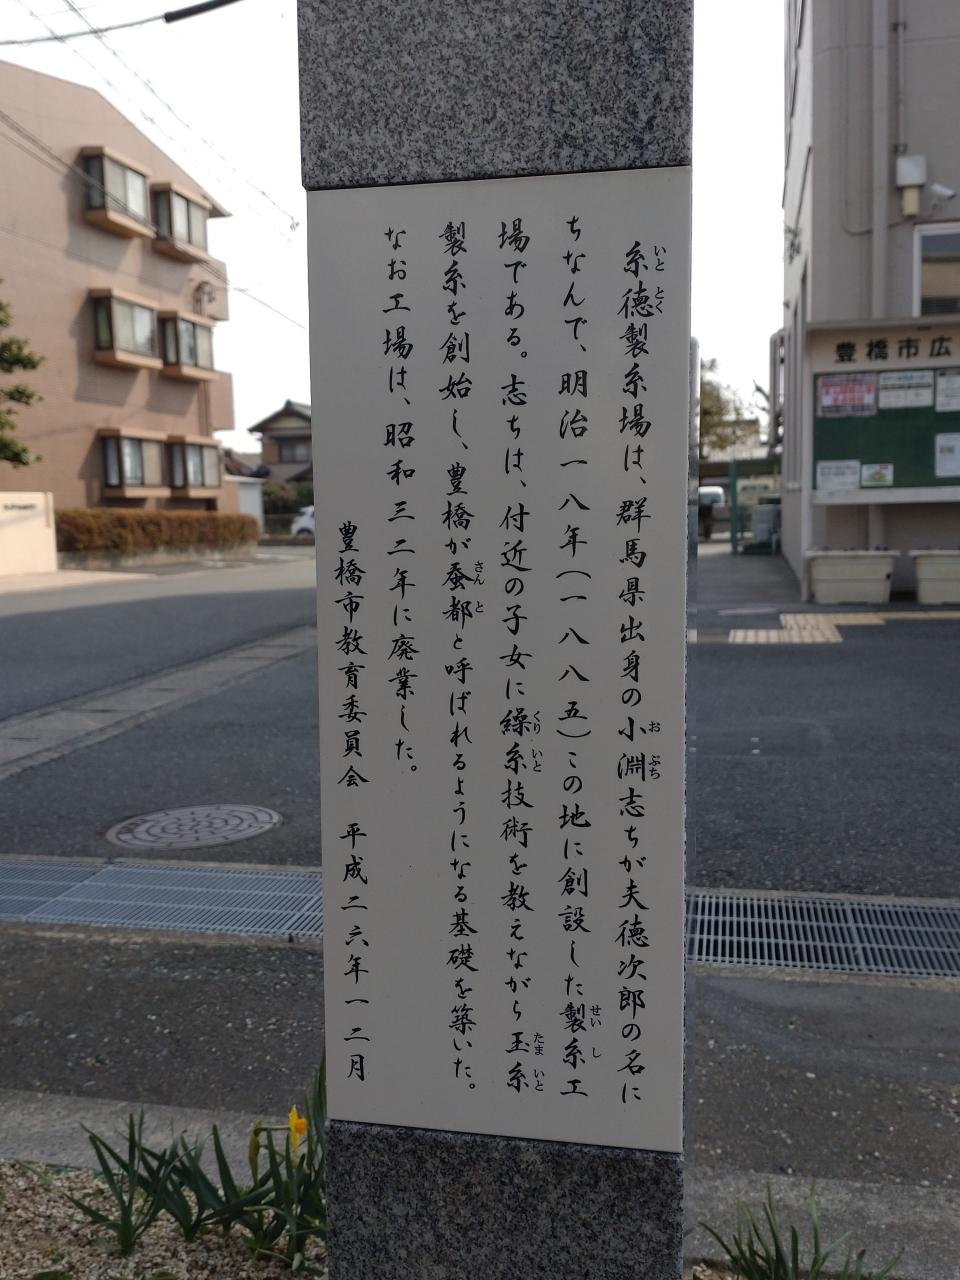 糸徳製糸場は、群馬県出身の小淵志ちが夫徳次郎の名に
ちなんで、明治一八年(一八八五)この地に創設した製糸工
場である。志ちは、付近の子女に繰糸技術を教えながら玉糸
製糸を創始し、豊橋が蚕都と呼ばれるようになる基礎を築いた。
なお工場は、昭和三二年に廃業した。
豊橋市教育委員会 平成二六年一二月
豊橋市広